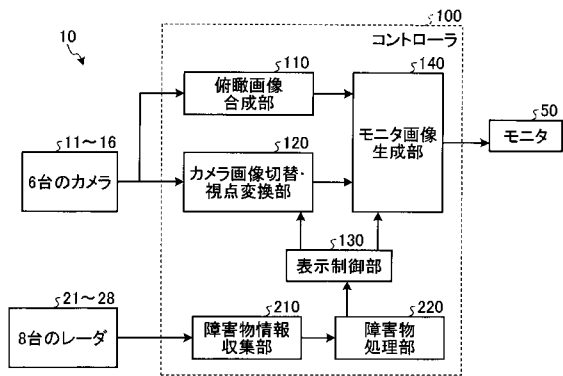 100
10
コントローラ
110
俯瞰画像
合成部
140
モニタ画像
生成部
50
モニタ
11～16
6台のカメラ
120
カメラ画像切替・
視点変換部
130
表示制御部
21～28
8台のレーダ
210
障害物情報
収集部
220
障害物
処理部